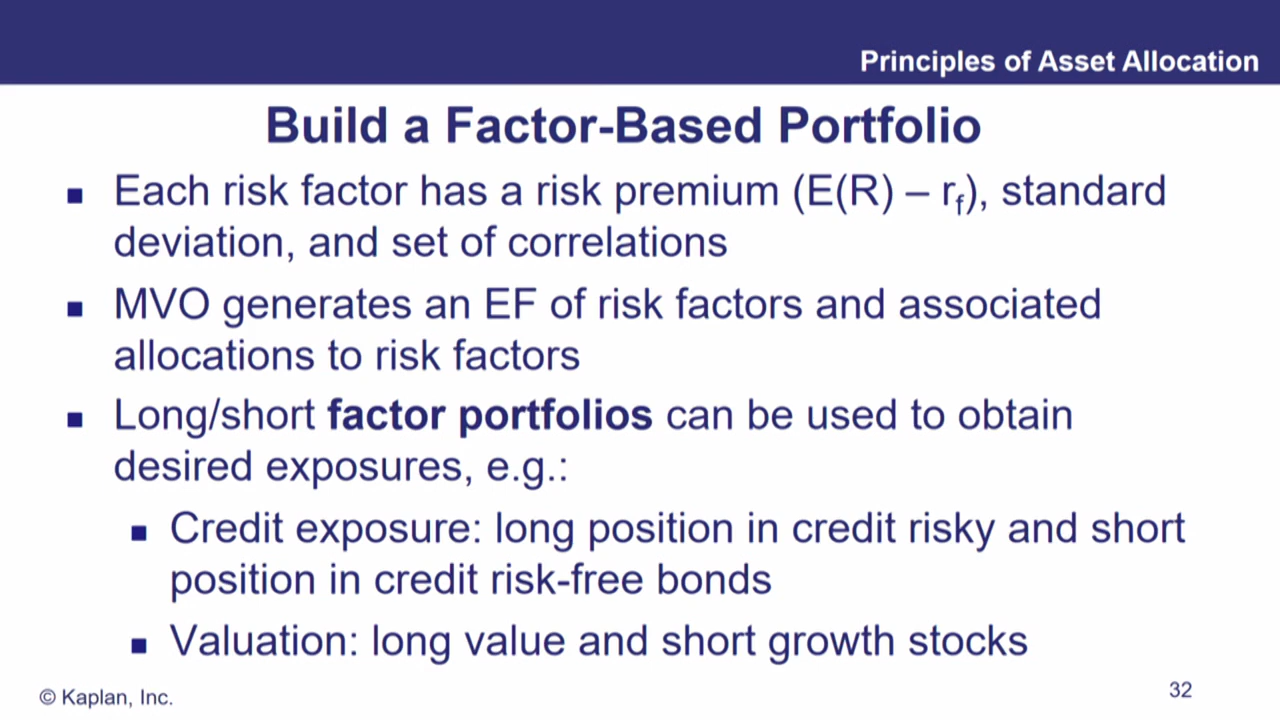 Principles of Asset Allocation
Build a Factor-Based Portfolio
▪ Each risk factor has a risk premium (E(R) – rf), standard
deviation, and set of correlations
▪ MVO generates an EF of risk factors and associated
allocations to risk factors
▪ Long/short factor portfolios can be used to obtain
desired exposures, e.g.:
▪ Credit exposure: long position in credit risky and short
position in credit risk-free bonds
▪ Valuation: long value and short growth stocks
© Kaplan, Inc.
32